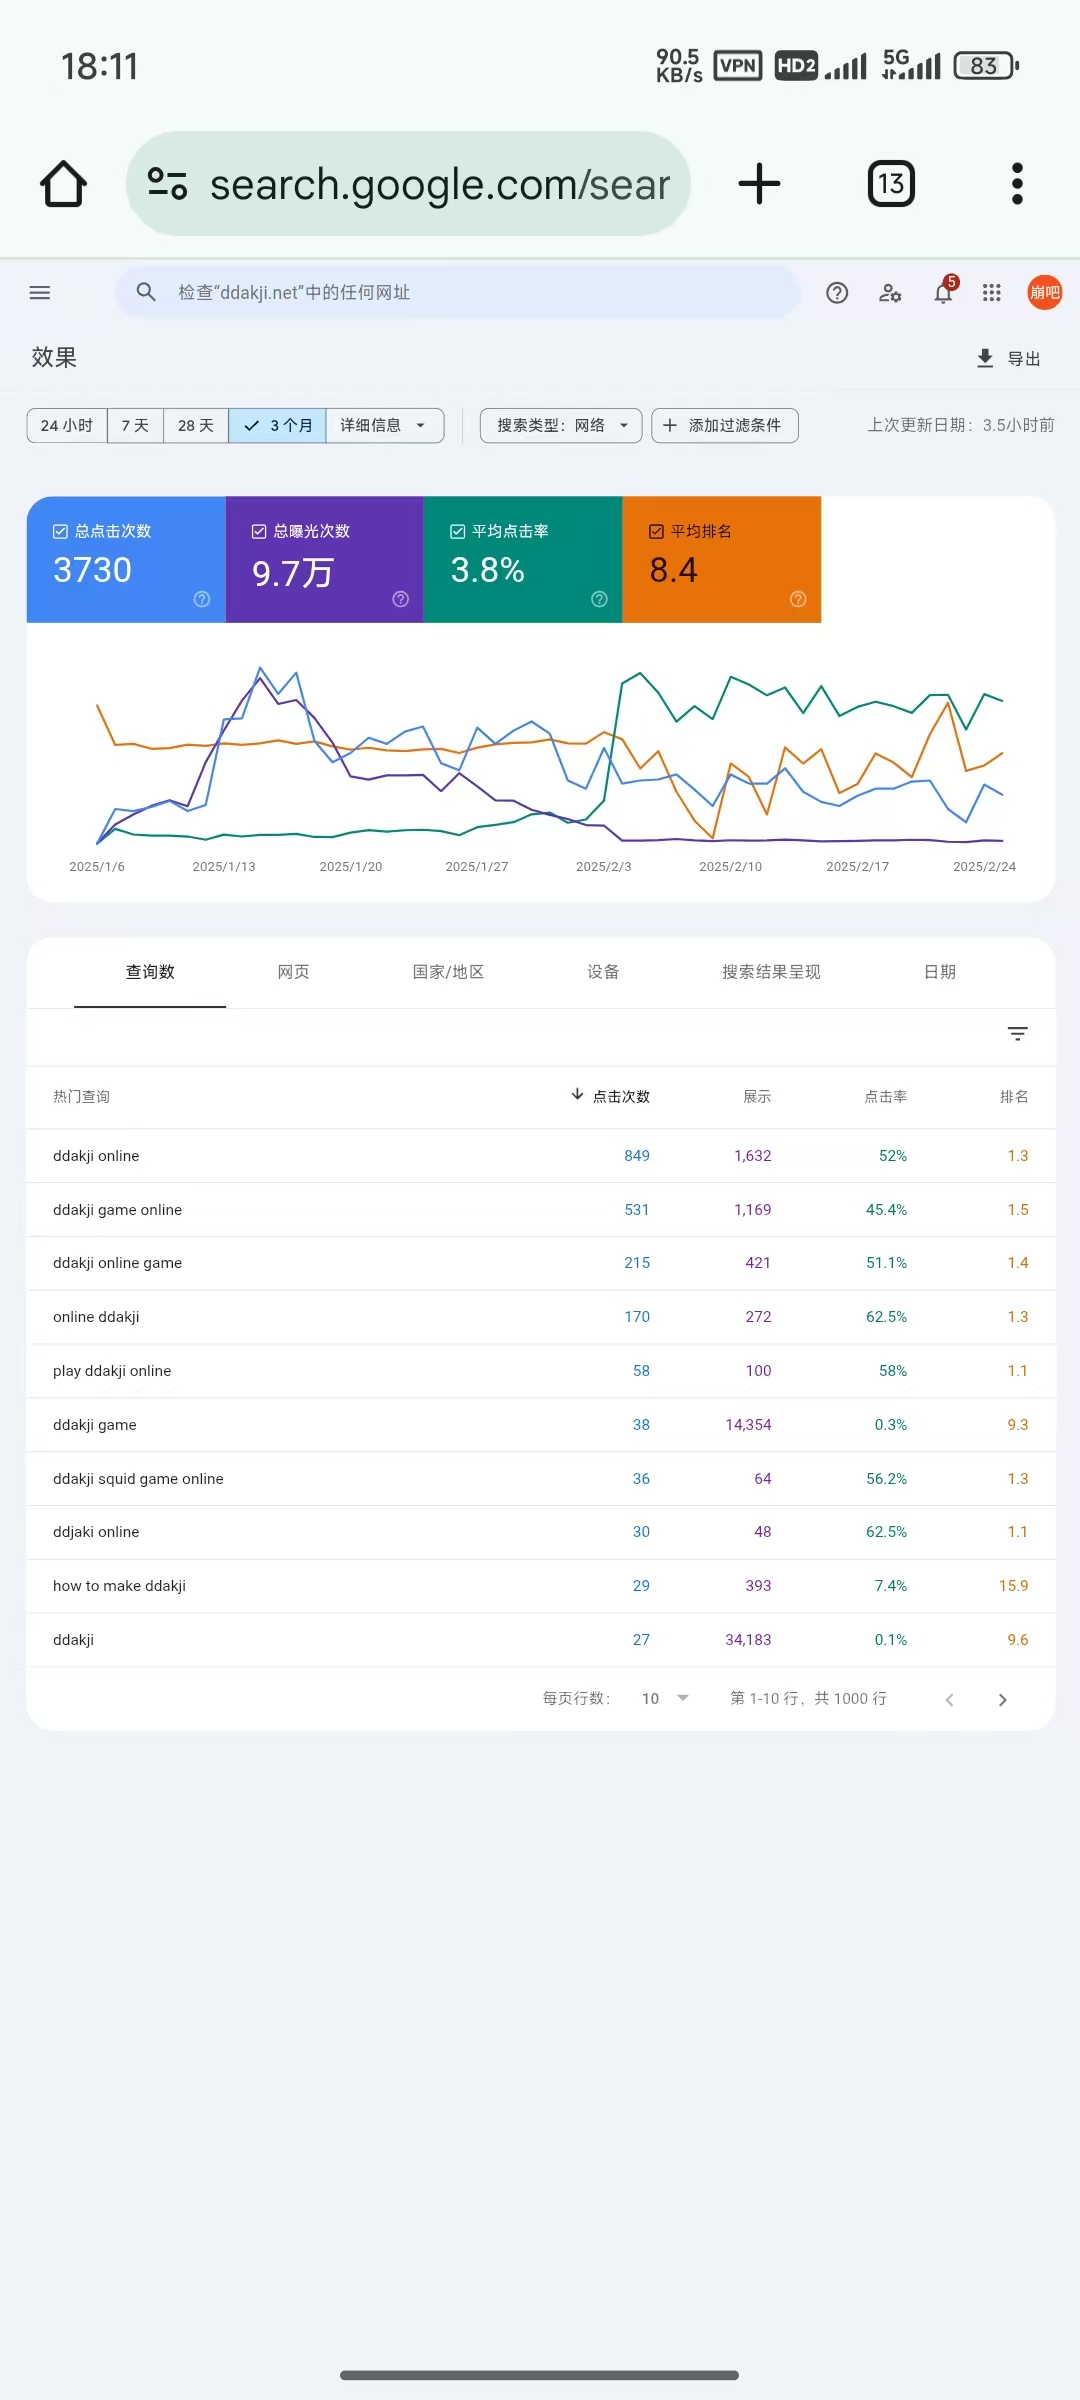 18:11 90.5 KB/s VPN HD2 5G 83
search.google.com/sear 13
检查“ddakji.net”中的任何网址 5 崩吧
效果 导出
24 小时 7 天 28 天 3 个月 详细信息 搜索类型：网络 添加过滤条件 上次更新日期：3.5小时前
总点击次数 总曝光次数 平均点击率 平均排名
3730 9.7万 3.8% 8.4
2025/1/6 2025/1/13 2025/1/20 2025/1/27 2025/2/3 2025/2/10 2025/2/17 2025/2/24
查询数 网页 国家/地区 设备 搜索结果呈现 日期
热门查询 点击次数 展示 点击率 排名
ddakji online 849 1,632 52% 1.3
ddakji game online 531 1,169 45.4% 1.5
ddakji online game 215 421 51.1% 1.4
online ddakji 170 272 62.5% 1.3
play ddakji online 58 100 58% 1.1
ddakji game 38 14,354 0.3% 9.3
ddakji squid game online 36 64 56.2% 1.3
ddjaki online 30 48 62.5% 1.1
how to make ddakji 29 393 7.4% 15.9
ddakji 27 34,183 0.1% 9.6
每页行数： 10 第 1-10 行，共 1000 行